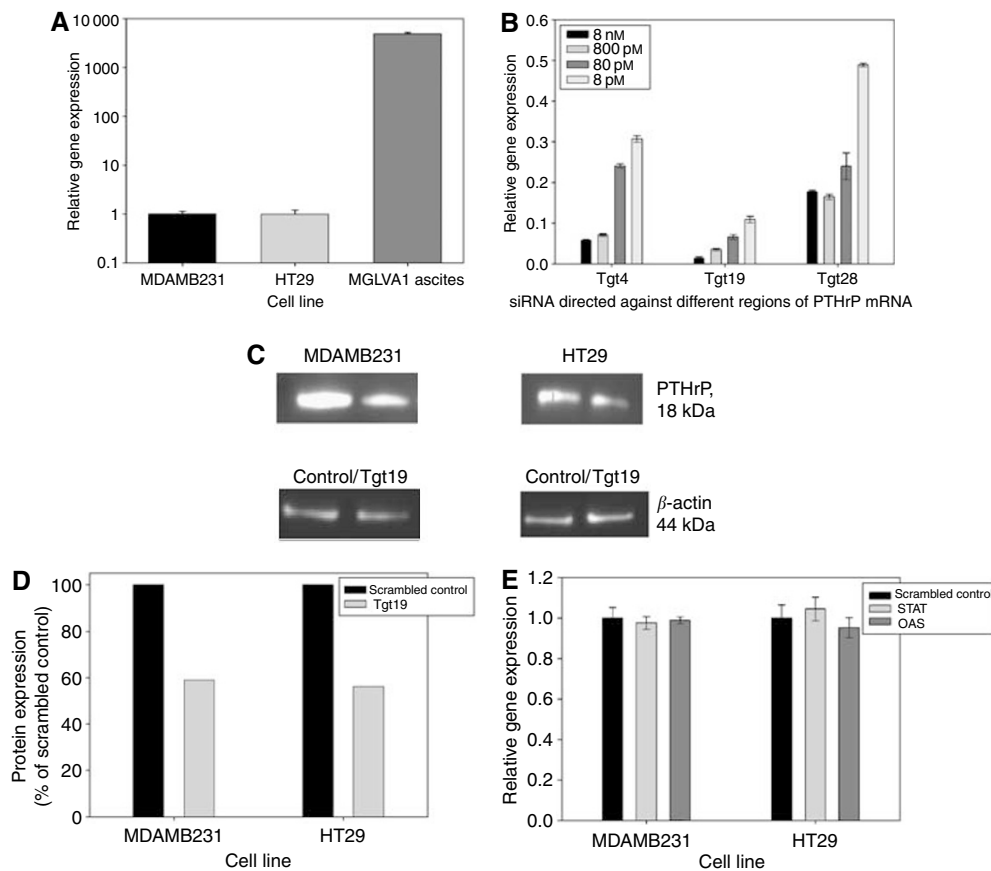 A
Relative gene expression
10 000
1000
100
10
1
0.1
MDAMB231 HT29 MGLVA1 ascites
Cell line
B
Relative gene expression
0.6
0.5
0.4
0.3
0.2
0.1
0.0
8 nM
800 pM
80 pM
8 pM
Tgt4 Tgt19 Tgt28
siRNA directed against different regions of PTHrP mRNA
C
MDAMB231 HT29
PTHrP,
18 kDa
Control/Tgt19 Control/Tgt19
β-actin
44 kDa
D
Protein expression
(% of scrambled control)
100
80
60
40
20
0
Scrambled control
Tgt19
MDAMB231 HT29
Cell line
E
Relative gene expression
1.2
1.0
0.8
0.6
0.4
0.2
0.0
Scrambled control
STAT
OAS
MDAMB231 HT29
Cell line